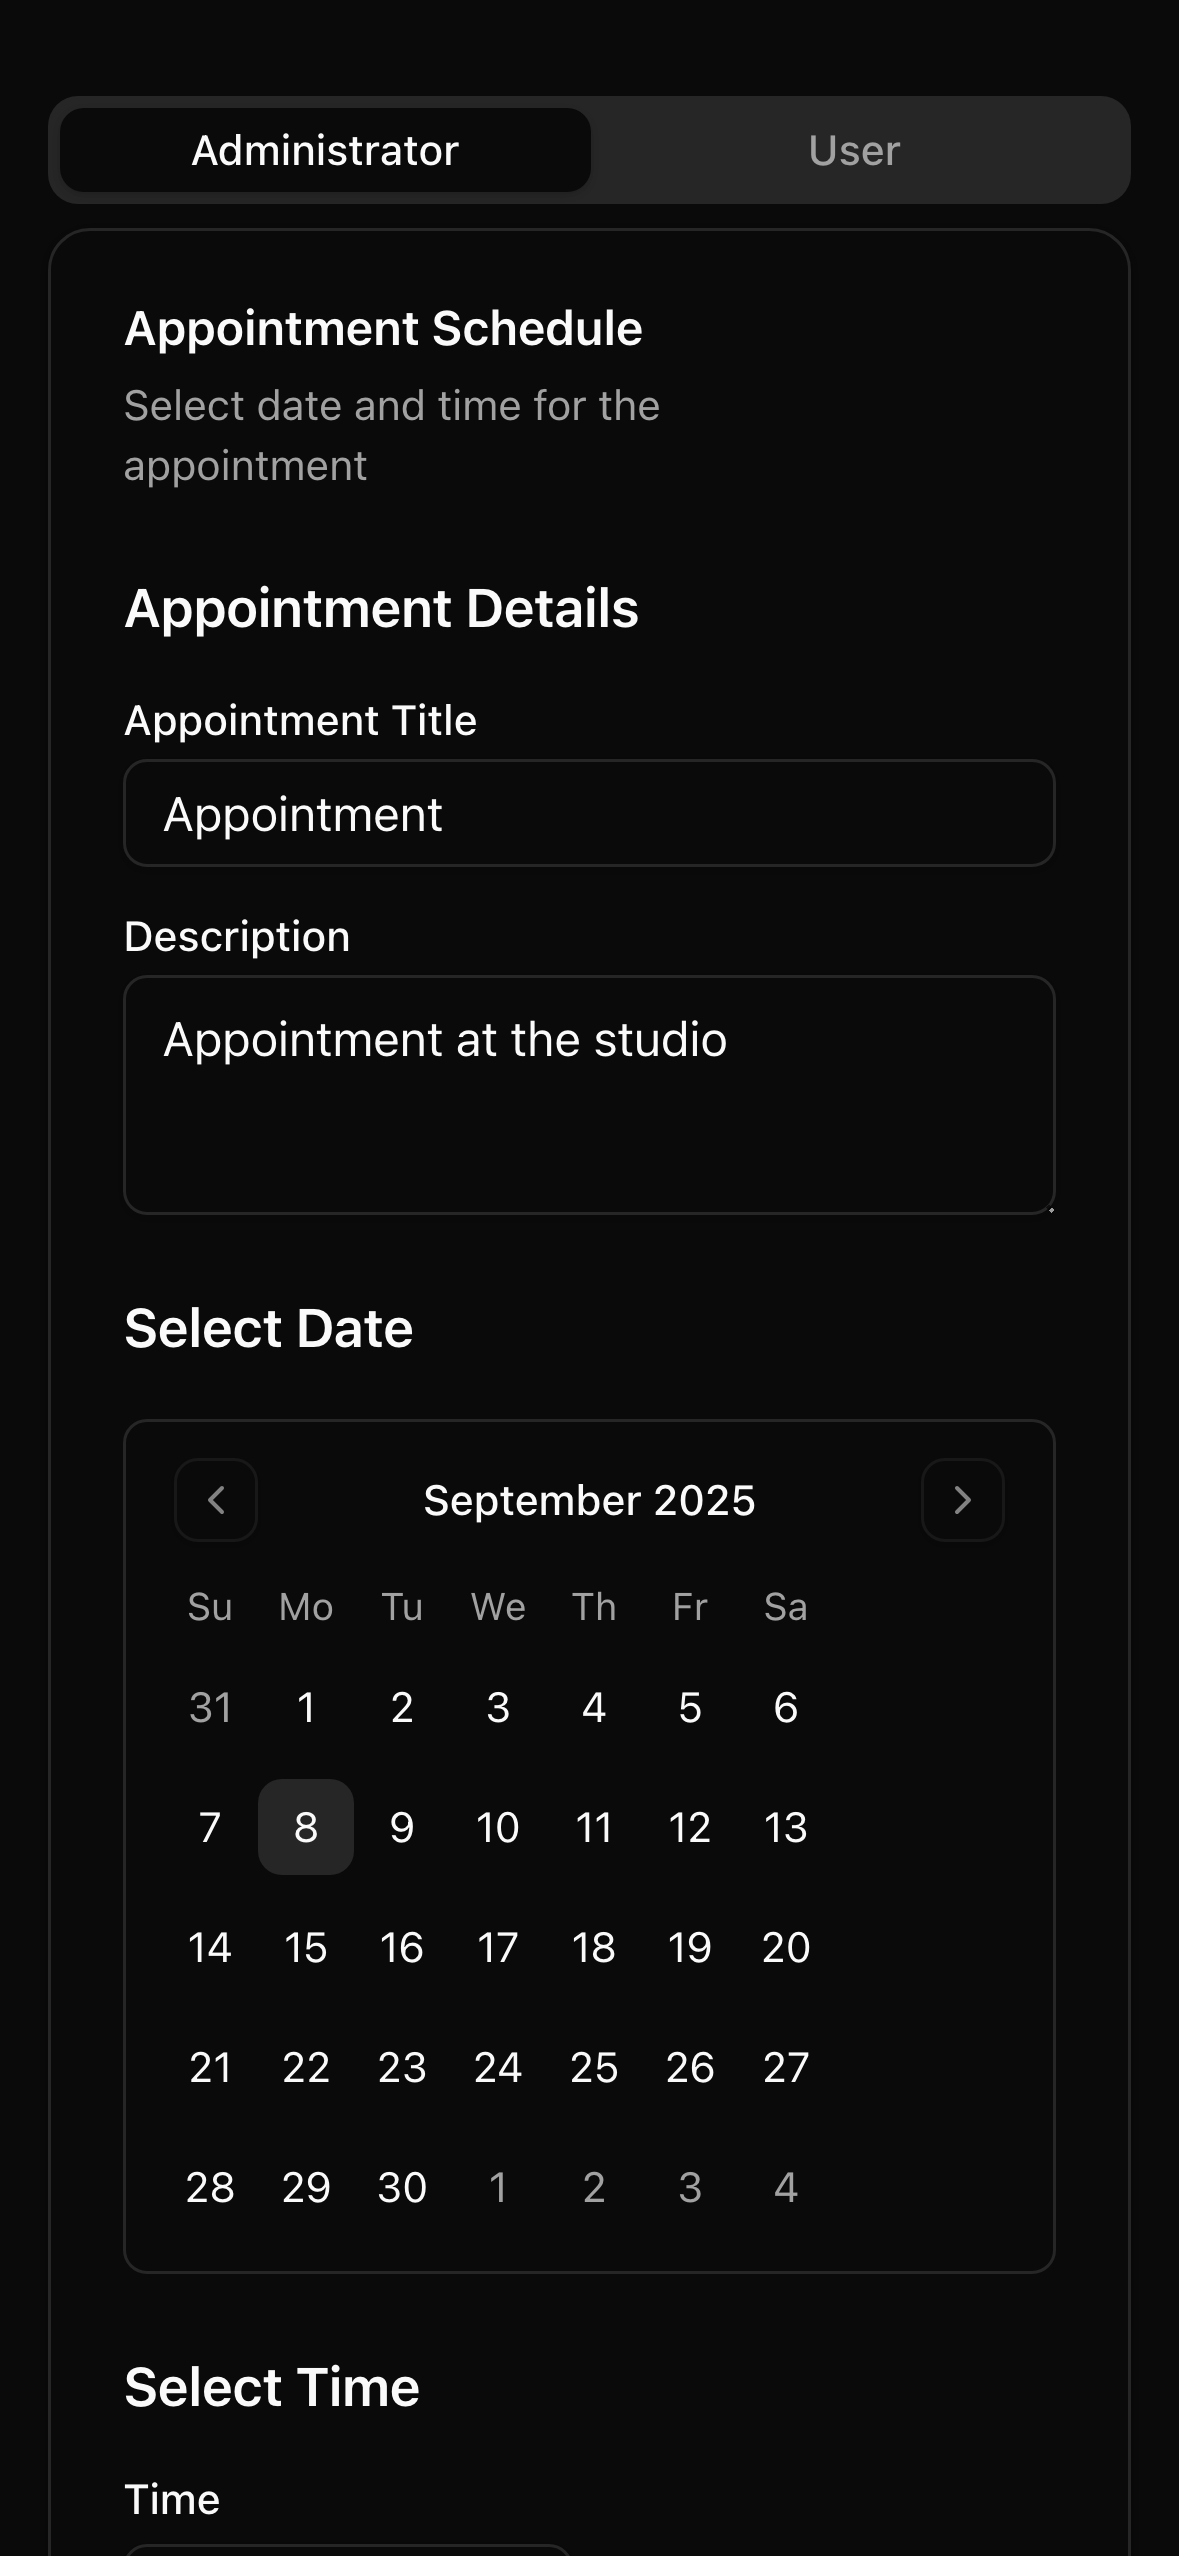 Administrator User
Appointment Schedule
Select date and time for the
appointment
Appointment Details
Appointment Title
Appointment
Description
Appointment at the studio
Select Date
September 2025
Su Mo Tu We Th Fr Sa
31 1 2 3 4 5 6
7 8 9 10 11 12 13
14 15 16 17 18 19 20
21 22 23 24 25 26 27
28 29 30 1 2 3 4
Select Time
Time